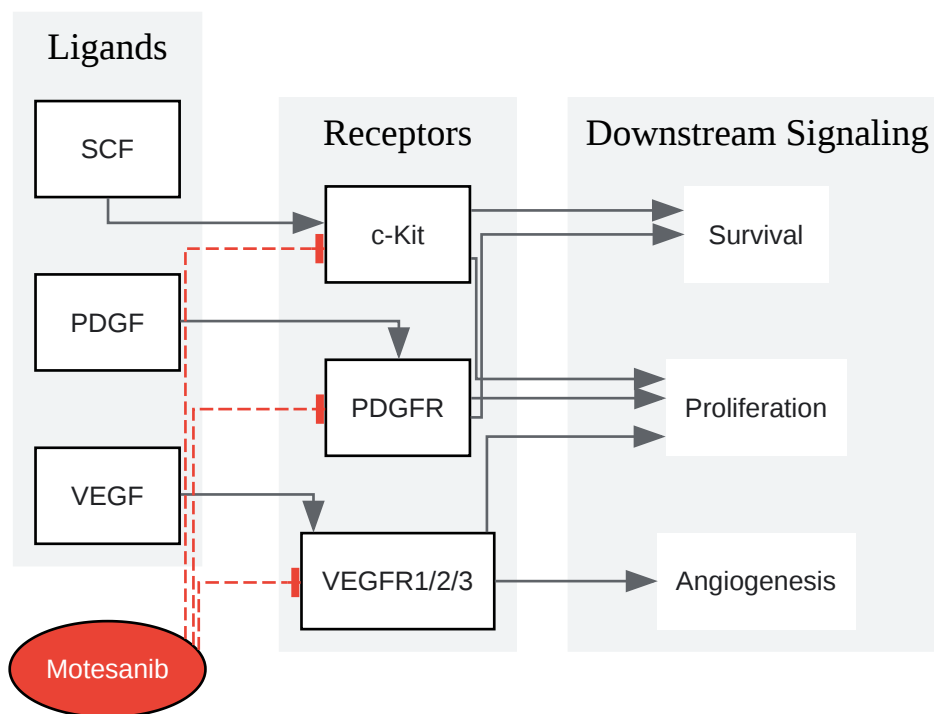 Ligands
SCF
PDGF
VEGF
Motesanib
Receptors
c-Kit
PDGFR
VEGFR1/2/3
Downstream Signaling
Survival
Proliferation
Angiogenesis